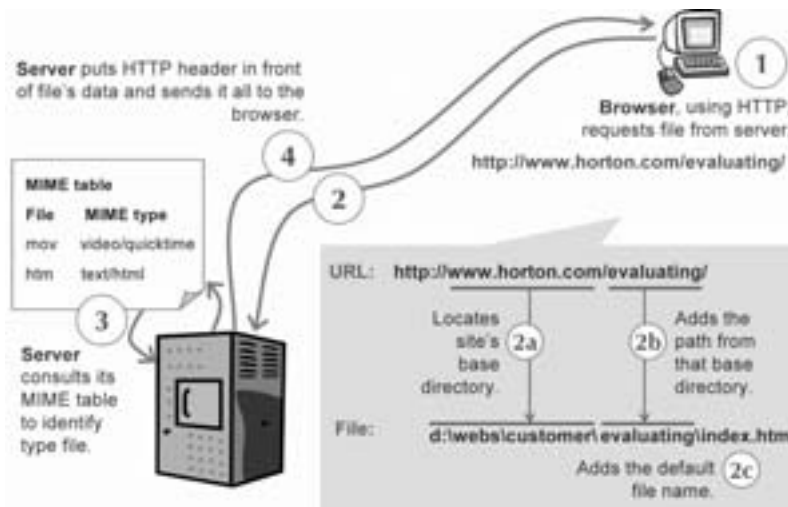 1
Browser, using HTTP,
requests file from server
http://www.horton.com/evaluating/
2
URL: http://www.horton.com/evaluating/
Locates
site's
base
directory.
2a
2b
Adds the
path from
that base
directory.
File: d:\webs\customer\evaluating\index.htm
Adds the default
file name.
2c
3
Server
consults its
MIME table
to identify
type file.
MIME table
File MIME type
mov video/quicktime
htm text/html
4
Server puts HTTP header in front
of file's data and sends it all to the
browser.